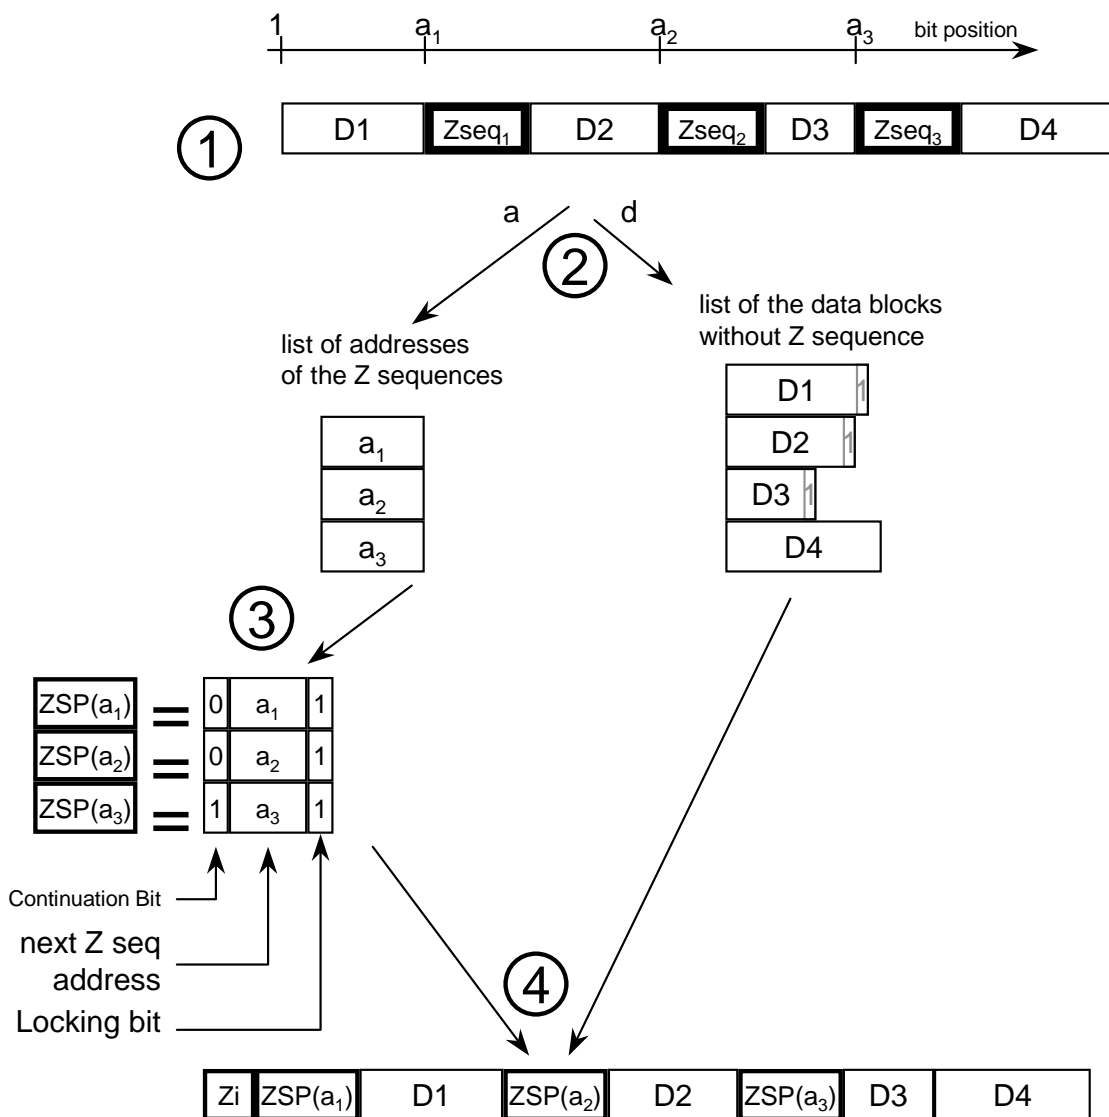 1 a₁ a₂ a₃ bit position
D1 Zseq₁ D2 Zseq₂ D3 Zseq₃ D4
1
a d
2
list of addresses
of the Z sequences
a₁
a₂
a₃
list of the data blocks
without Z sequence
D1 1
D2 1
D3 1
D4
3
ZSP(a₁) = 0 a₁ 1
ZSP(a₂) = 0 a₂ 1
ZSP(a₃) = 1 a₃ 1
Continuation Bit
next Z seq
address
Locking bit
4
Zi ZSP(a₁) D1 ZSP(a₂) D2 ZSP(a₃) D3 D4